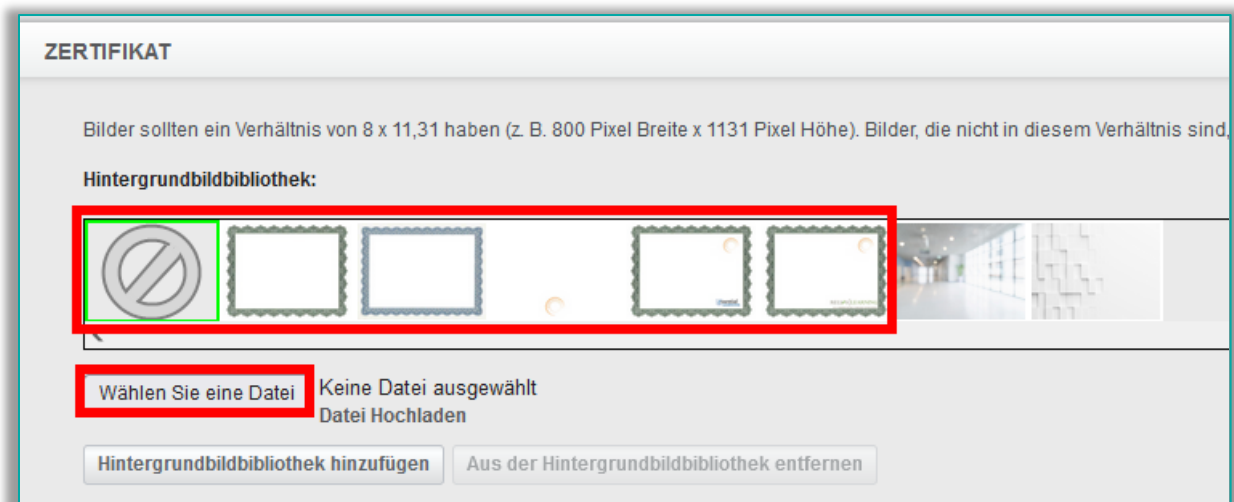 ZERTIFIKAT
Bilder sollten ein Verhältnis von 8 x 11,31 haben (z. B. 800 Pixel Breite x 1131 Pixel Höhe). Bilder, die nicht in diesem Verhältnis sind,
Hintergrundbildbibliothek:
Wählen Sie eine Datei
Keine Datei ausgewählt
Datei Hochladen
Hintergrundbildbibliothek hinzufügen
Aus der Hintergrundbildbibliothek entfernen